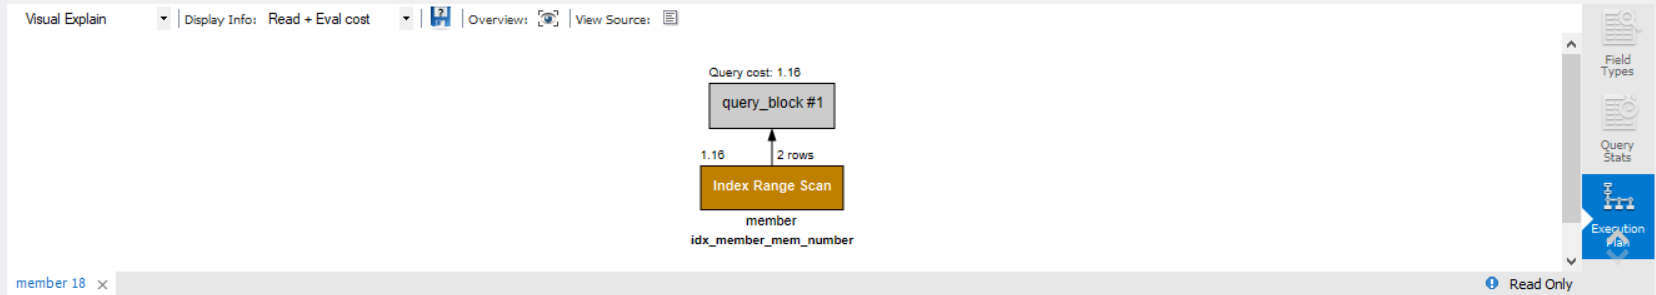 Visual Explain Display Info: Read + Eval cost Overview: View Source:
Field
Types
Query cost: 1.16
query_block #1
1.16 2 rows
Index Range Scan
member
idx_member_mem_number
Query
Stats
Execution
Plan
member 18 Read Only